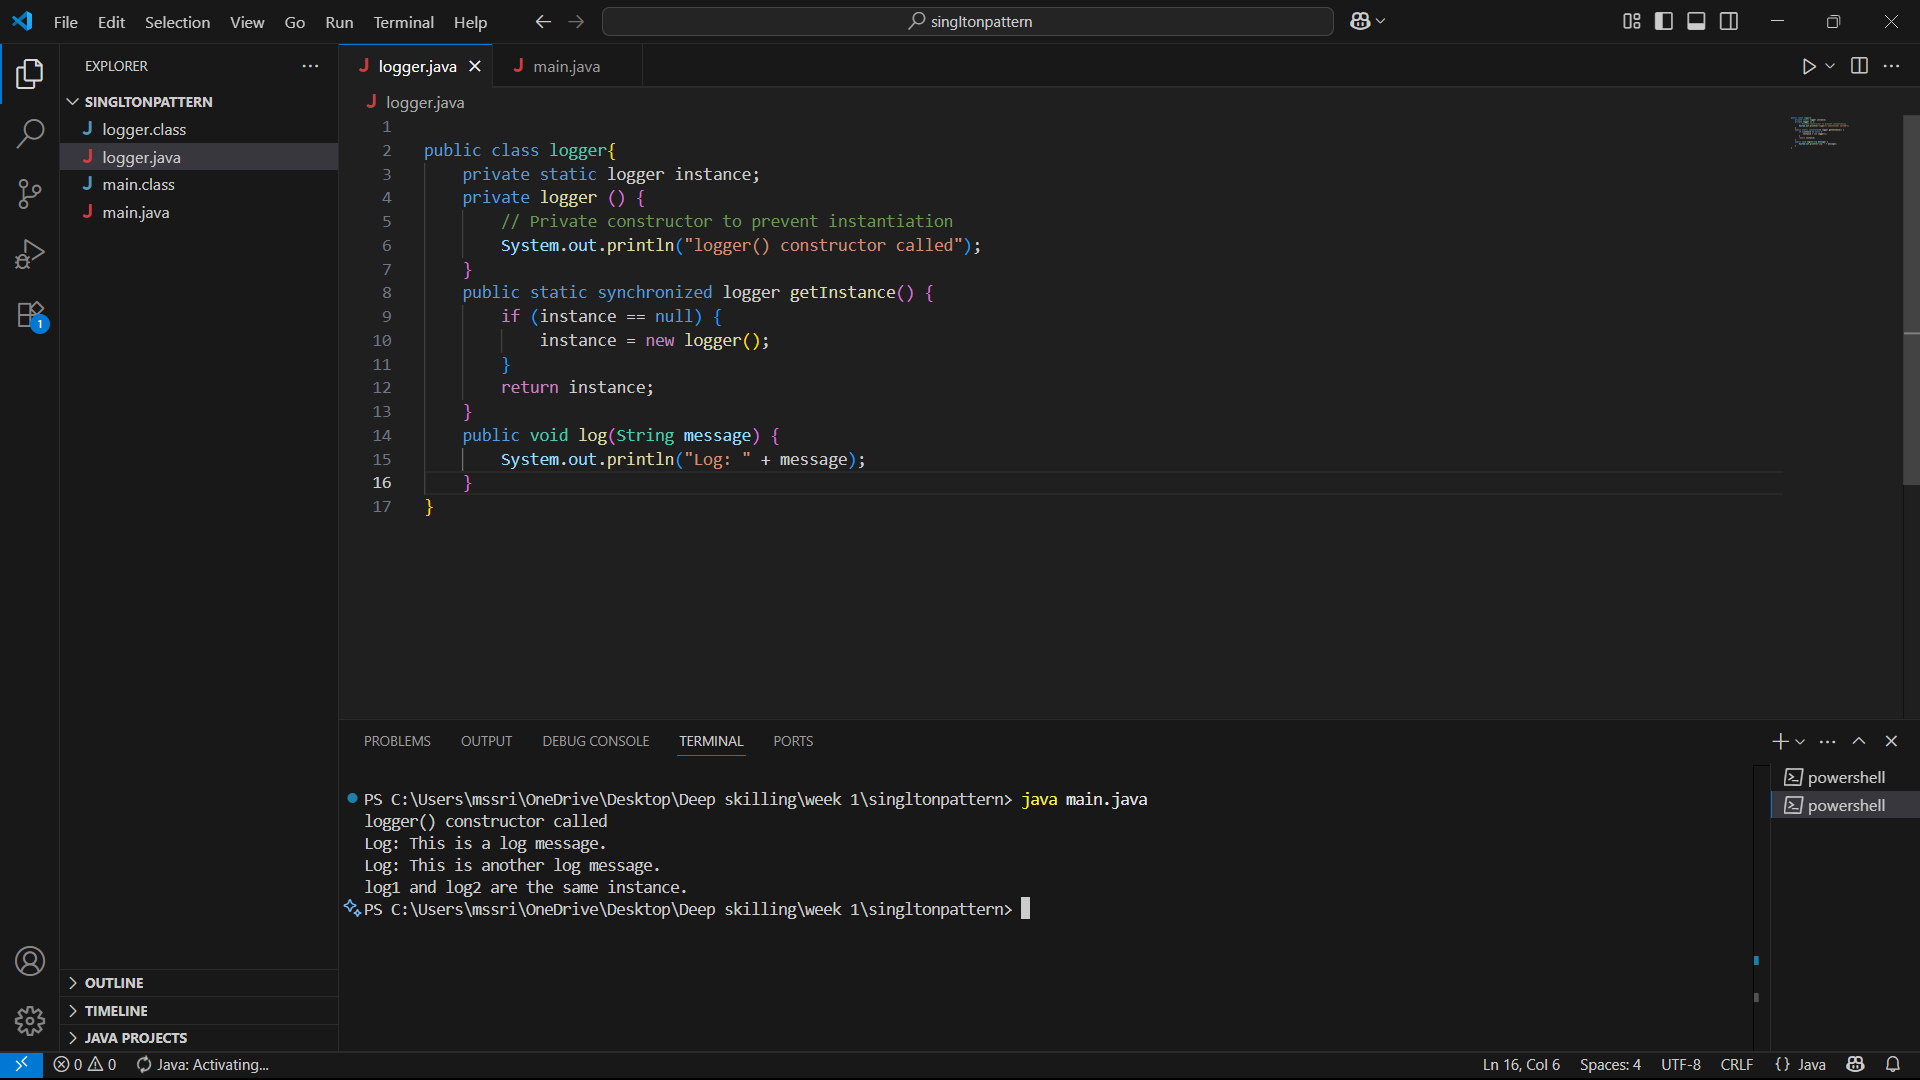 File Edit Selection View Go Run Terminal Help
singltonpattern
EXPLORER
SINGLTONPATTERN
J logger.class
J logger.java
J main.class
J main.java
OUTLINE
TIMELINE
JAVA PROJECTS
1
J logger.java
J main.java
J logger.java
1
2 public class logger{
3 private static logger instance;
4 private logger () {
5 // Private constructor to prevent instantiation
6 System.out.println("logger() constructor called");
7 }
8 public static synchronized logger getInstance() {
9 if (instance == null) {
10 instance = new logger();
11 }
12 return instance;
13 }
14 public void log(String message) {
15 System.out.println("Log: " + message);
16 }
17 }
PROBLEMS OUTPUT DEBUG CONSOLE TERMINAL PORTS
PS C:\Users\mssri\OneDrive\Desktop\Deep skilling\week 1\singltonpattern> java main.java
logger() constructor called
Log: This is a log message.
Log: This is another log message.
log1 and log2 are the same instance.
PS C:\Users\mssri\OneDrive\Desktop\Deep skilling\week 1\singltonpattern>
powershell
powershell
0 0 Java: Activating...
Ln 16, Col 6 Spaces: 4 UTF-8 CRLF {} Java